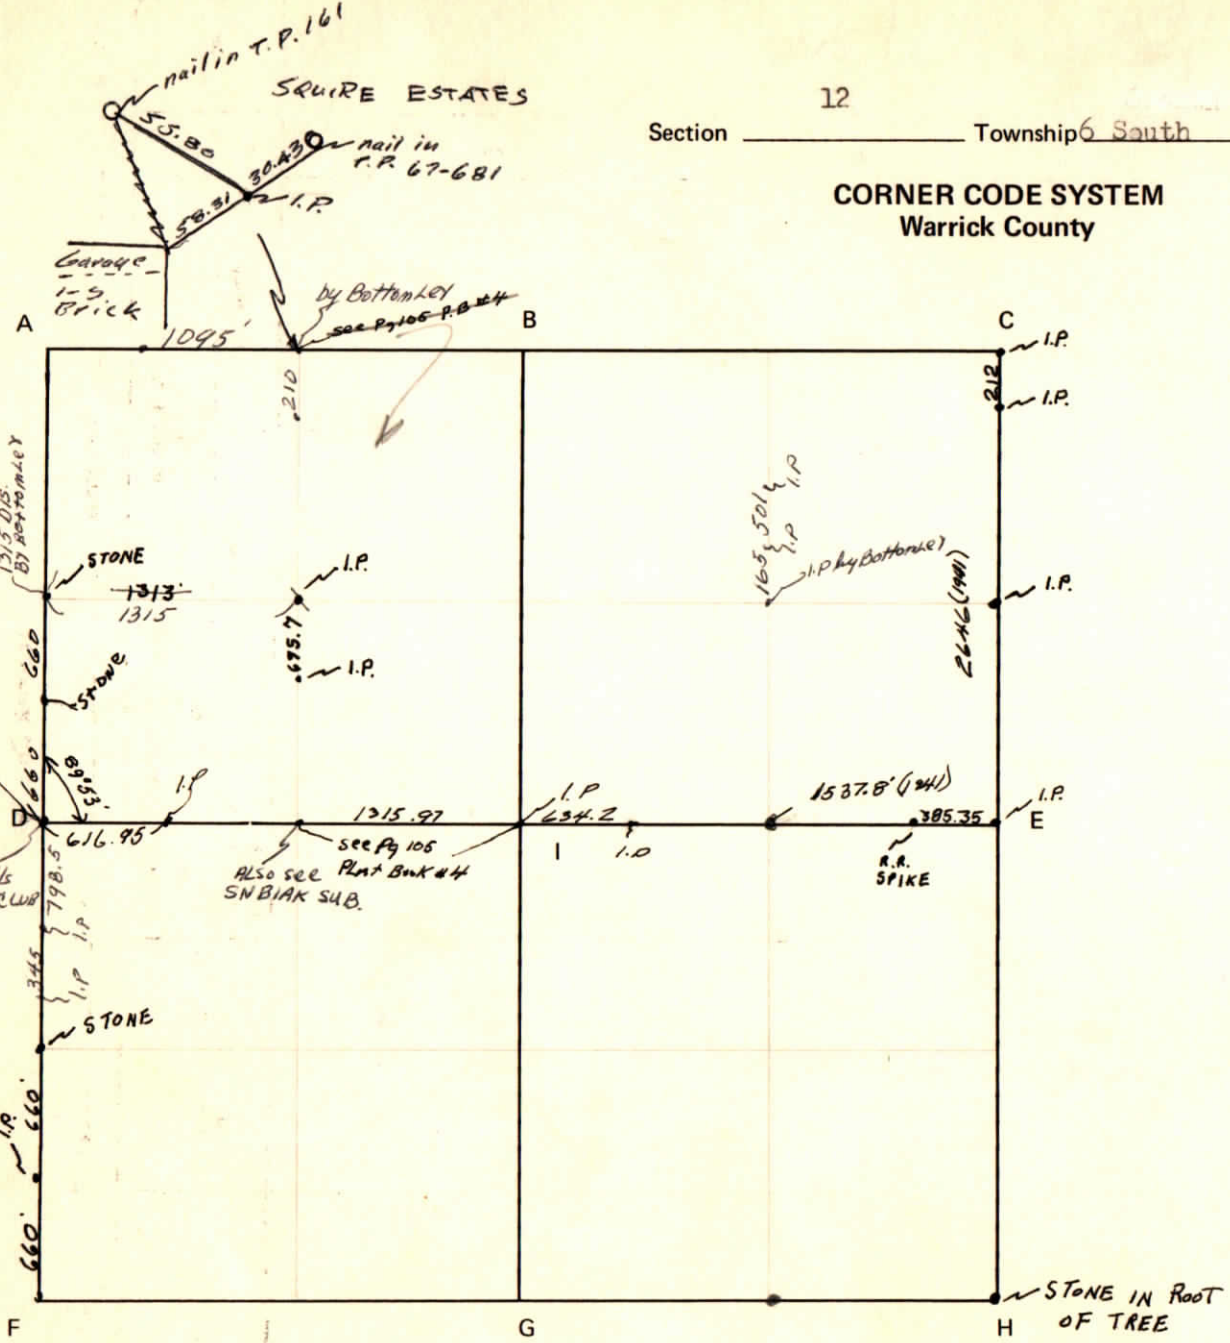 nail in T.P. 161
SQUIRE ESTATES
55.80
30.43
nail in
T.P. 67-681
58.31
I.P.
Garage
1-S
Brick
12
Section Township 6 South
CORNER CODE SYSTEM
Warrick County
by Bottomley
see Pg 105 P.B #4
A
1095'
B
C
I.P.
210
212
I.P.
1315 DIS.
BY BOTTOMLEY
STONE
1313'
1315
I.P.
165
501
I.P
I.P
I.P by Bottomley
2646 (1941)
I.P.
660
STONE
675.7
I.P.
660
89°53'
I.P
D
616.95
1315.97
I.P
634.2
1537.8' (1941)
385.35
I.P.
E
see Pg 105
Plat Book #4
ALSO see
SNBIAK SUB.
I
I.P
R.R.
SPIKE
CLUB
798.5
I.P
345
I.P
STONE
660'
I.P.
660'
F
G
H
STONE IN ROOT
OF TREE